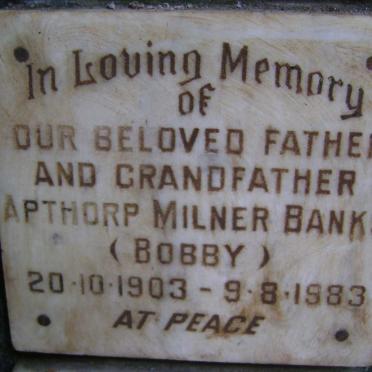 In Loving Memory
OF
OUR BELOVED FATHER
AND GRANDFATHER
APTHORP MILNER BANKS
( BOBBY )
20·10·1903 - 9·8·1983
AT PEACE